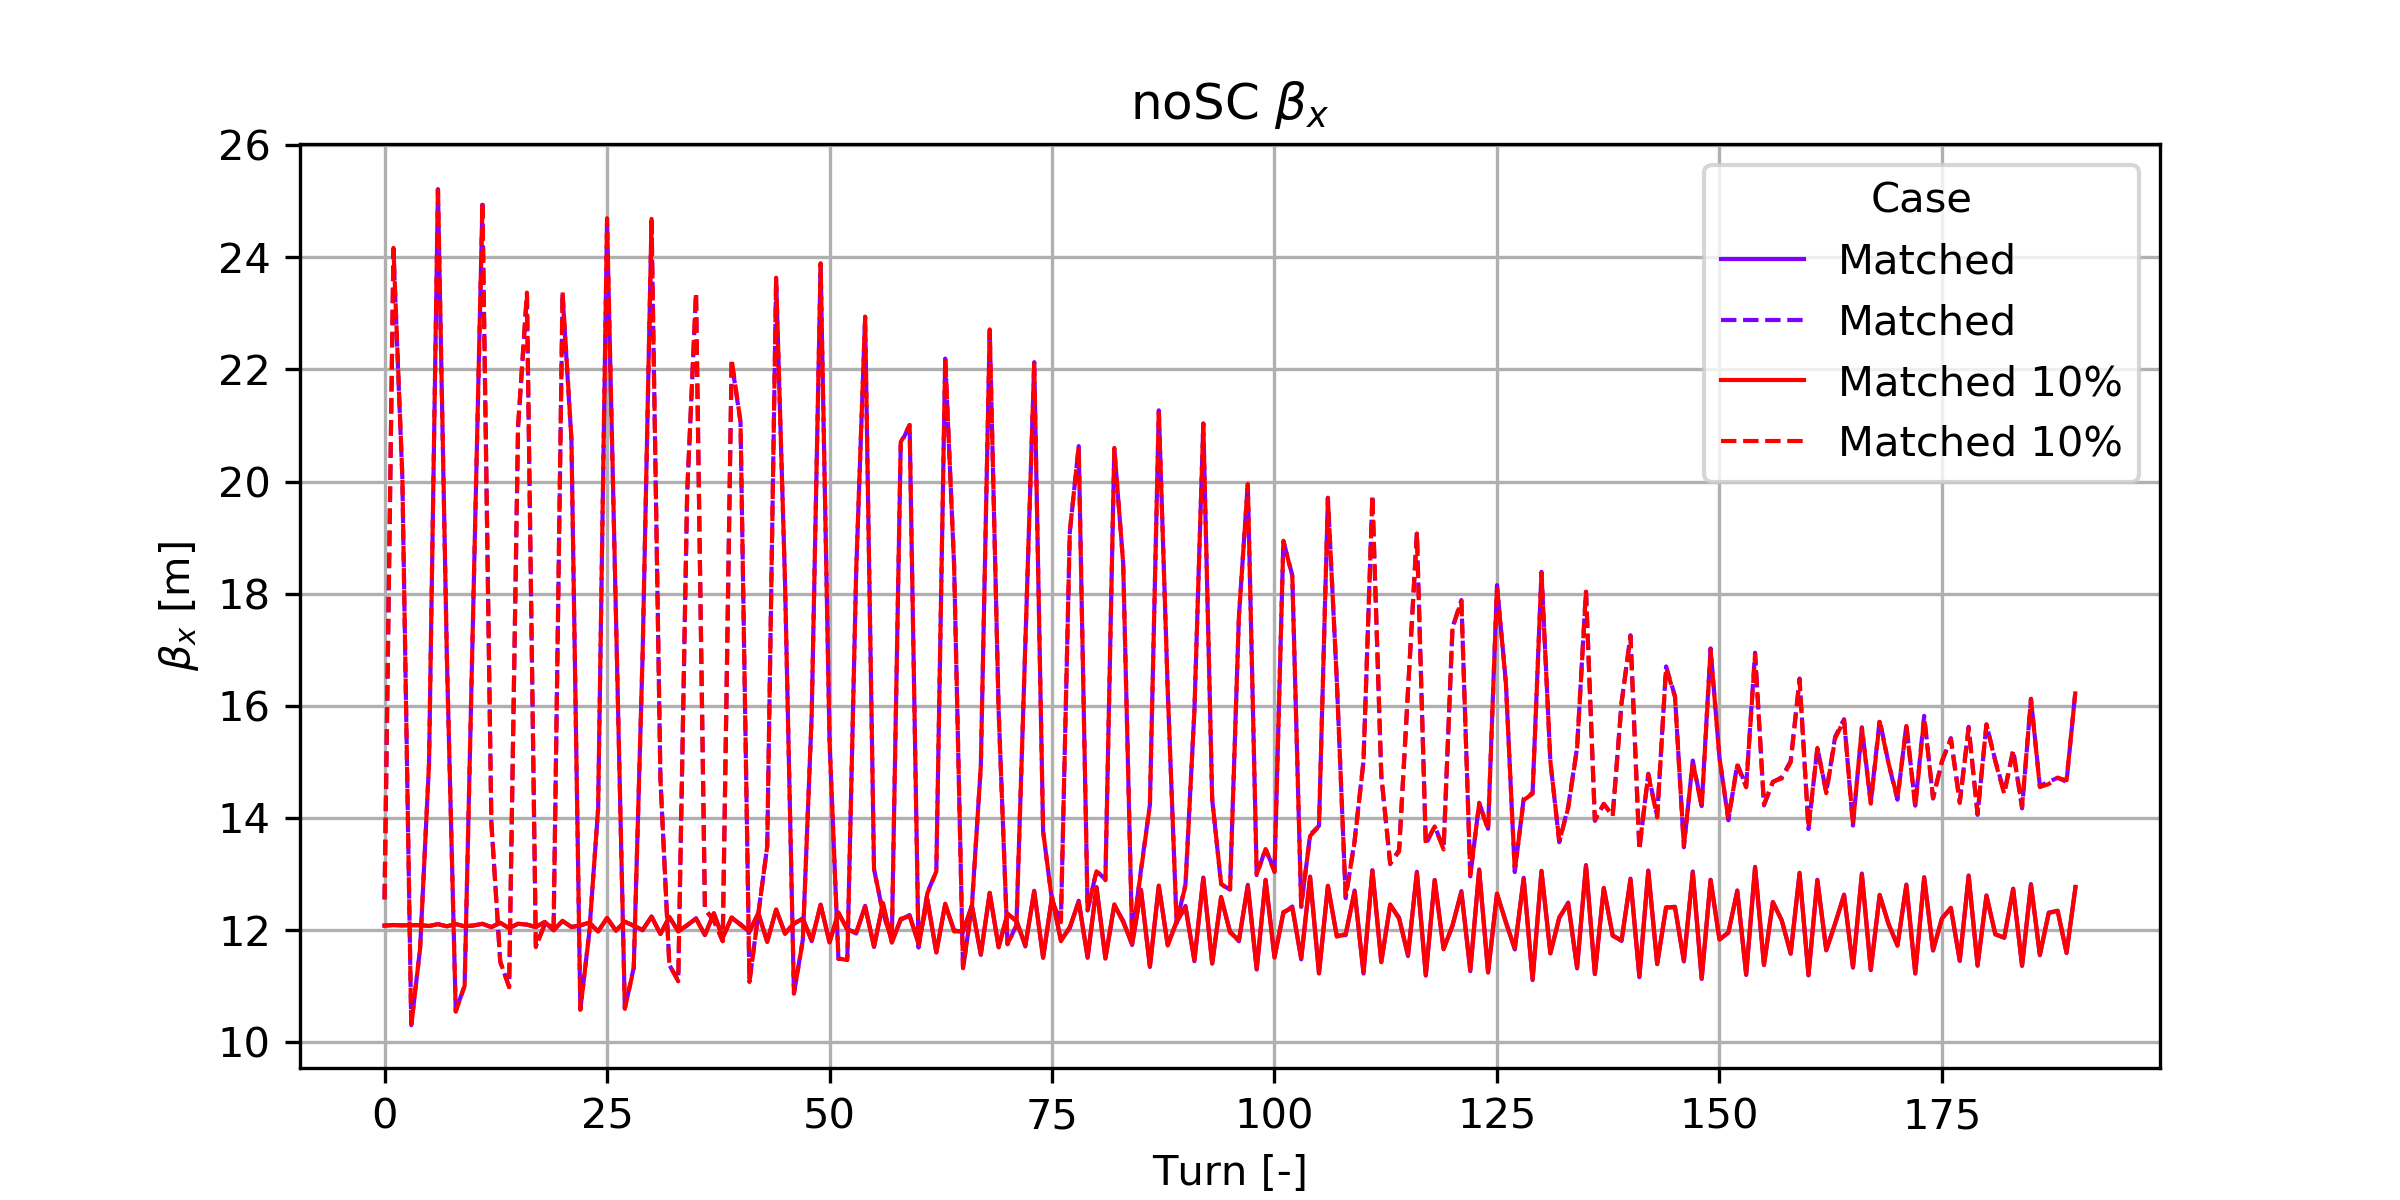 noSC βx
26
24
22
20
18
16
14
12
10
βx [m]
Case
Matched
Matched
Matched 10%
Matched 10%
0 25 50 75 100 125 150 175
Turn [-]